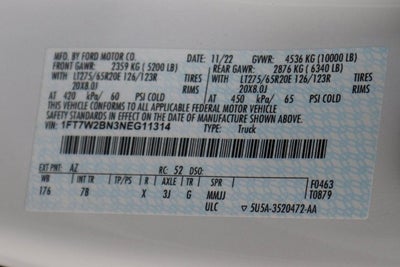 MFD. BY FORD MOTOR CO.
DATE: 11/22 GVWR: 4536 KG (10000 LB)
FRONT GAWR: 2359 KG (5200 LB) REAR GAWR: 2876 KG (6340 LB)
LT275/65R20E 126/123R TIRE LT275/65R20E 126/123R
20X8.0J RIMS 20X8.0J
AT 420 kPa/ 60 PSI COLD AT 450 kPa/ 65 PSI COLD
THIS VEHICLE CONFORMS TO ALL APPLICABLE FEDERAL MOTOR VEHICLE
SAFETY STANDARDS IN EFFECT ON THE DATE OF MANUFACTURE SHOWN ABOVE.
VIN: 1FT7W2BN3NEG11314 TYPE: Truck
EXT PNT: AZ RC: 52 DSO:
WB INT TR TP/PS R AXLE TR SPR F0463
176 7B X 3J G MMJJ T0879
ULC 5U5A-3520472-AA